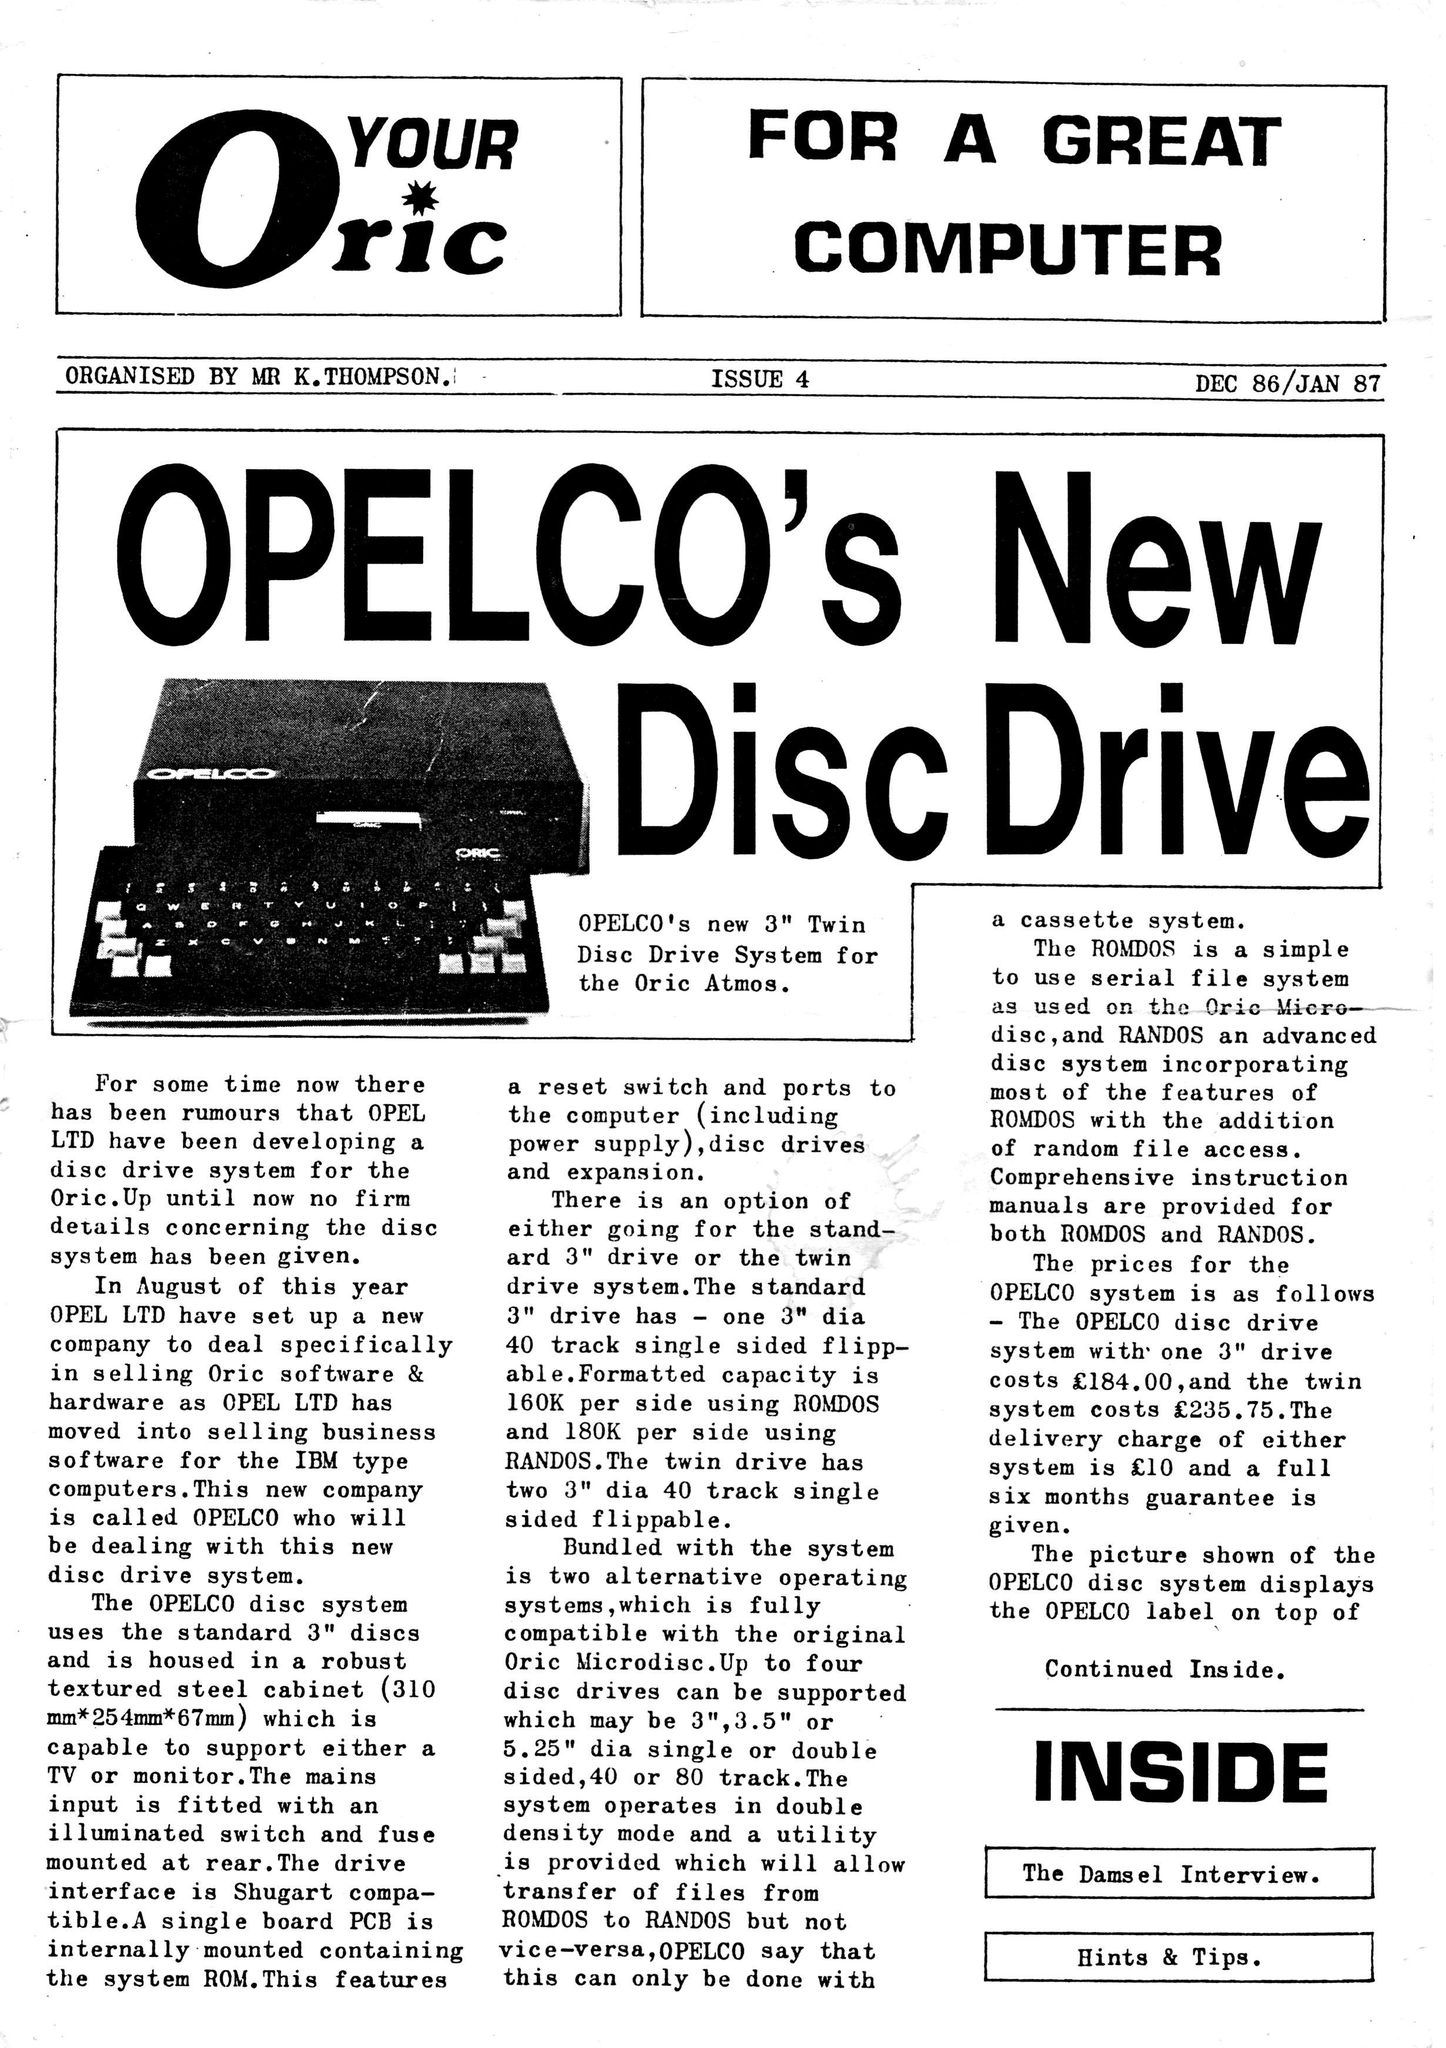 YOUR
Oric
FOR A GREAT
COMPUTER
ORGANISED BY MR K.THOMPSON.
ISSUE 4
DEC 86/JAN 87
OPELCO's New
Disc Drive
OPELCO
ORIC
Q W E R T Y U I O P
A S D F G H J K L
Z X C V B N M
OPELCO's new 3" Twin
Disc Drive System for
the Oric Atmos.
For some time now there
has been rumours that OPEL
LTD have been developing a
disc drive system for the
Oric.Up until now no firm
details concerning the disc
system has been given.
In August of this year
OPEL LTD have set up a new
company to deal specifically
in selling Oric software &
hardware as OPEL LTD has
moved into selling business
software for the IBM type
computers.This new company
is called OPELCO who will
be dealing with this new
disc drive system.
The OPELCO disc system
uses the standard 3" discs
and is housed in a robust
textured steel cabinet (310
mm*254mm*67mm) which is
capable to support either a
TV or monitor.The mains
input is fitted with an
illuminated switch and fuse
mounted at rear.The drive
interface is Shugart compa-
tible.A single board PCB is
internally mounted containing
the system ROM.This features
a reset switch and ports to
the computer (including
power supply),disc drives
and expansion.
There is an option of
either going for the stand-
ard 3" drive or the twin
drive system.The standard
3" drive has - one 3" dia
40 track single sided flipp-
able.Formatted capacity is
160K per side using ROMDOS
and 180K per side using
RANDOS.The twin drive has
two 3" dia 40 track single
sided flippable.
Bundled with the system
is two alternative operating
systems,which is fully
compatible with the original
Oric Microdisc.Up to four
disc drives can be supported
which may be 3",3.5" or
5.25" dia single or double
sided,40 or 80 track.The
system operates in double
density mode and a utility
is provided which will allow
transfer of files from
ROMDOS to RANDOS but not
vice-versa,OPELCO say that
this can only be done with
a cassette system.
The ROMDOS is a simple
to use serial file system
as used on the Oric Micro-
disc,and RANDOS an advanced
disc system incorporating
most of the features of
ROMDOS with the addition
of random file access.
Comprehensive instruction
manuals are provided for
both ROMDOS and RANDOS.
The prices for the
OPELCO system is as follows
- The OPELCO disc drive
system with one 3" drive
costs £184.00,and the twin
system costs £235.75.The
delivery charge of either
system is £10 and a full
six months guarantee is
given.
The picture shown of the
OPELCO disc system displays
the OPELCO label on top of
Continued Inside.
INSIDE
The Damsel Interview.
Hints & Tips.